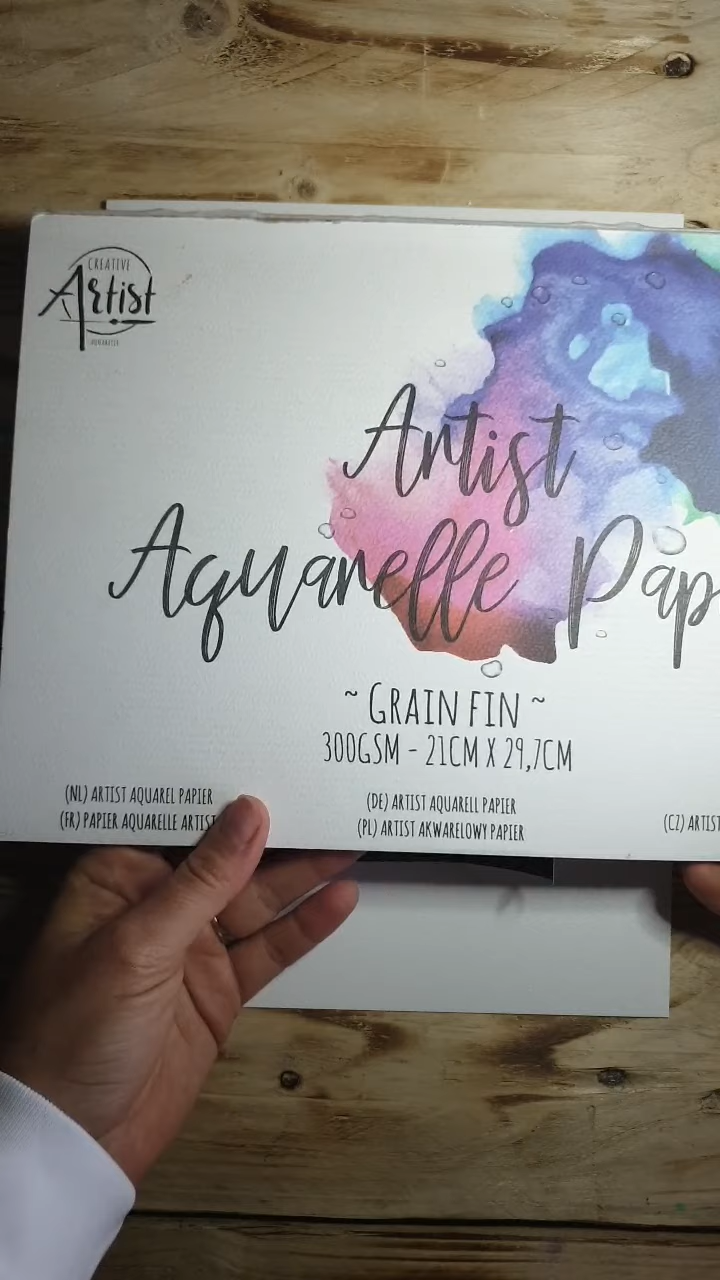 CREATIVE
Artist
Artist
Aquarelle Pap
~ GRAIN FIN ~
300GSM - 21CM X 29,7CM
(NL) ARTIST AQUAREL PAPIER
(FR) PAPIER AQUARELLE ARTIST
(DE) ARTIST AQUARELL PAPIER
(PL) ARTIST AKWARELOWY PAPIER
(CZ) ARTIST